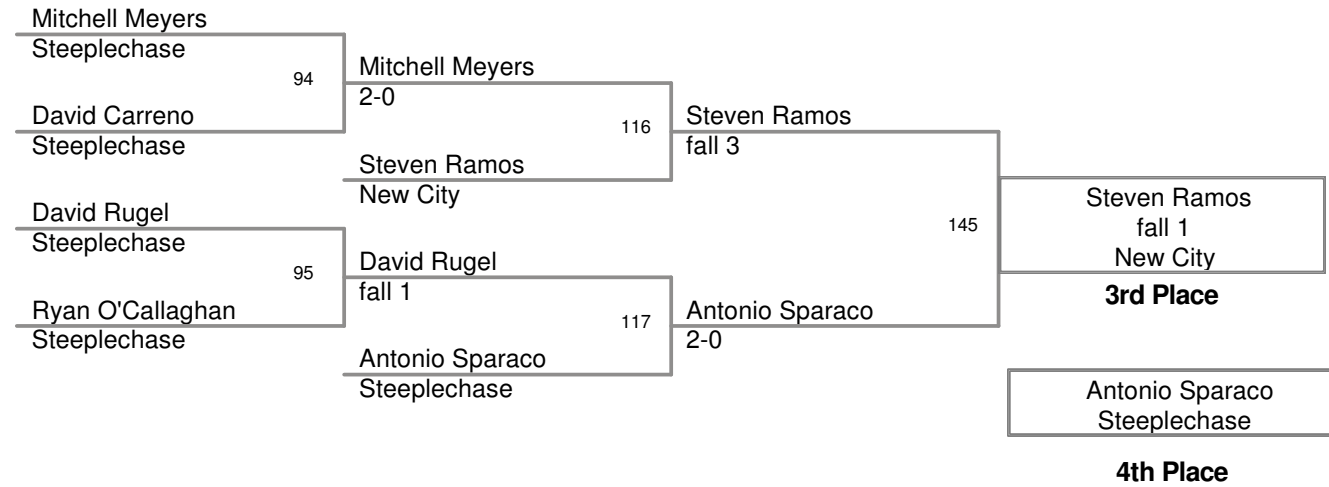 Mitchell Meyers
Steeplechase
94
David Carreno
Steeplechase
Mitchell Meyers
2-0
116
Steven Ramos
New City
Steven Ramos
fall 3
David Rugel
Steeplechase
95
Ryan O'Callaghan
Steeplechase
David Rugel
fall 1
117
Antonio Sparaco
Steeplechase
Antonio Sparaco
2-0
145
Steven Ramos
fall 1
New City
3rd Place
Antonio Sparaco
Steeplechase
4th Place